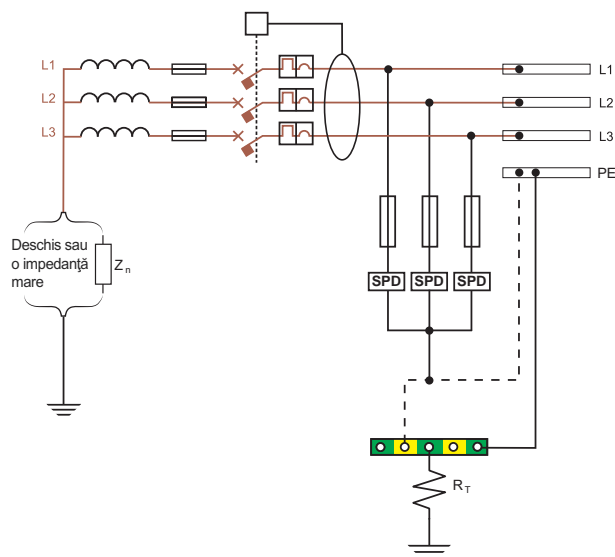 L1
L1
L2
L2
L3
L3
PE
Deschis sau
o impedanță
mare
Zn
SPD
SPD
SPD
RT